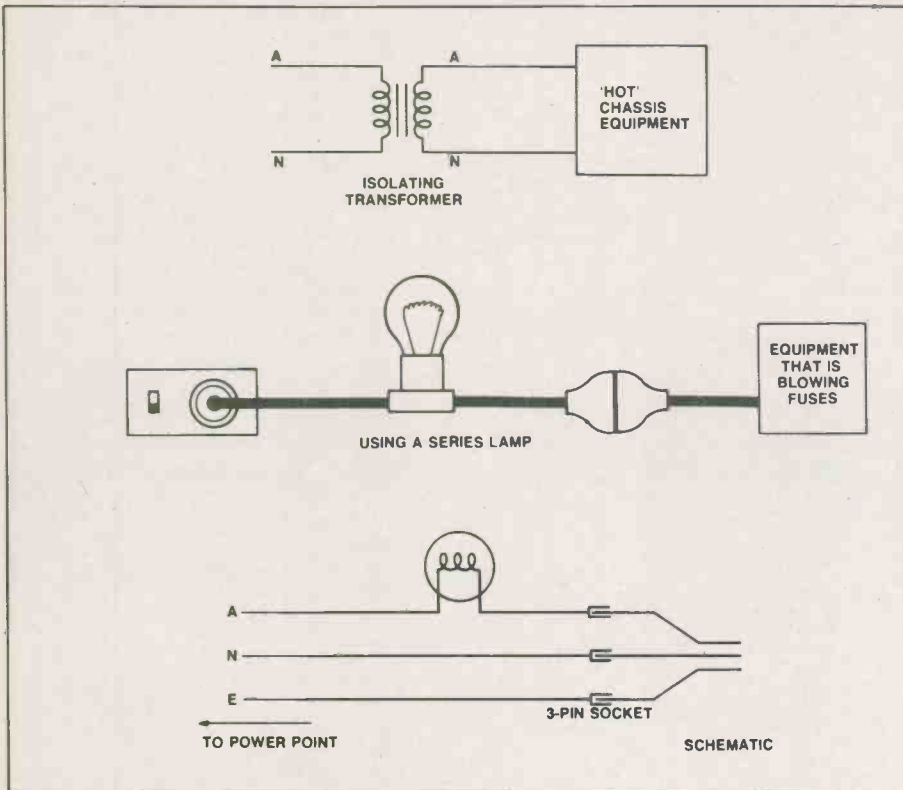 A
A
'HOT'
CHASSIS
EQUIPMENT
N
N
ISOLATING
TRANSFORMER
EQUIPMENT
THAT IS
BLOWING
FUSES
USING A SERIES LAMP
A
N
E
3-PIN SOCKET
TO POWER POINT
SCHEMATIC